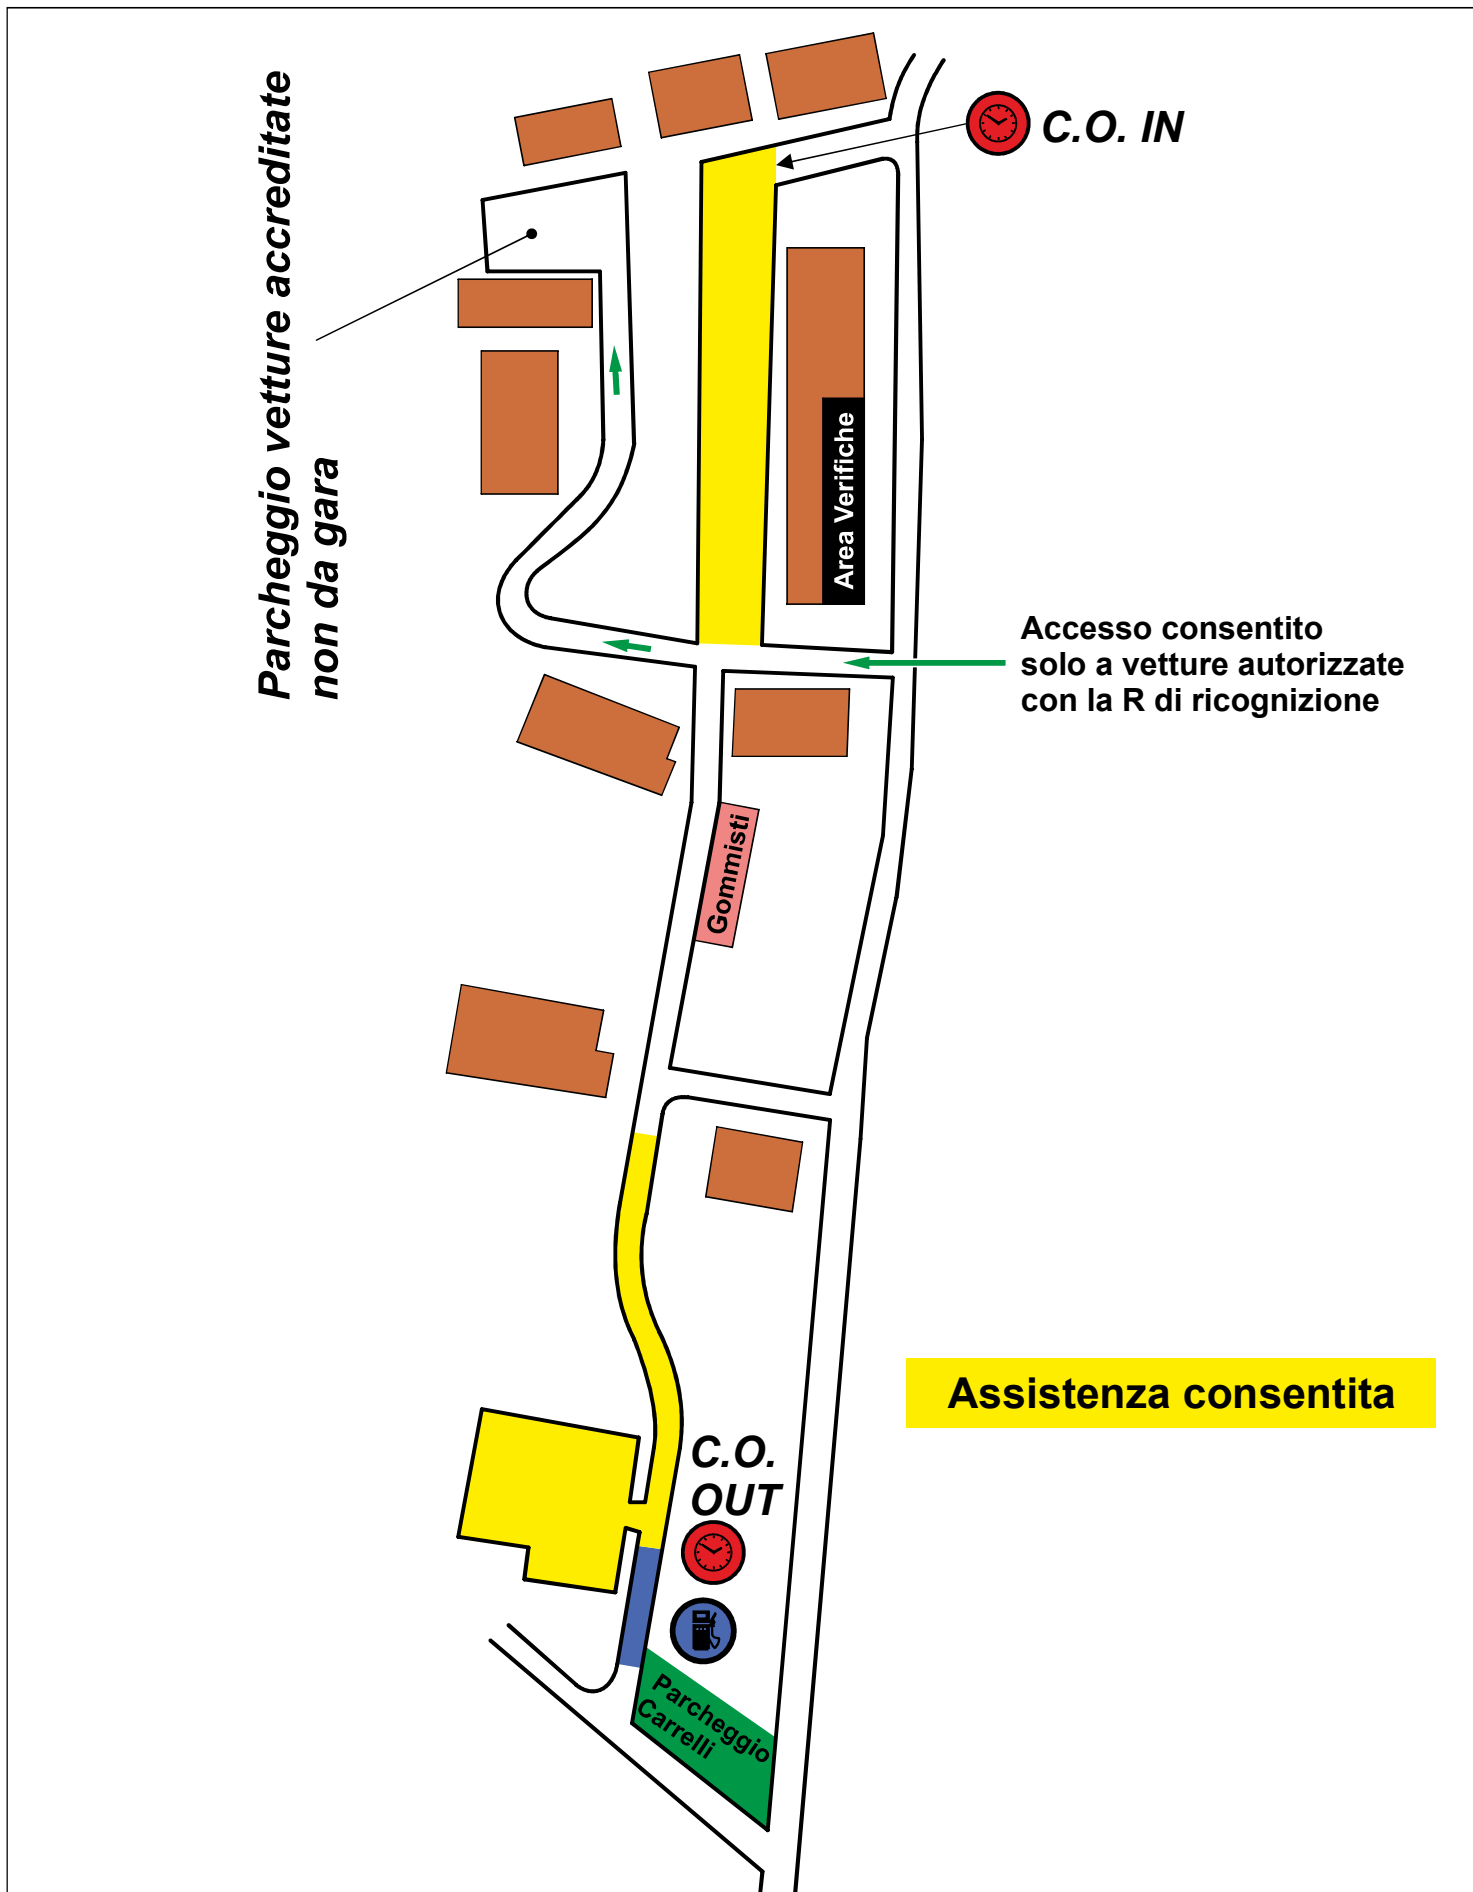 C.O. IN
Parcheggio vetture accreditate
non da gara
Area Verifiche
Accesso consentito
solo a vetture autorizzate
con la R di ricognizione
Gommisti
Assistenza consentita
C.O.
OUT
Parcheggio
Carrelli